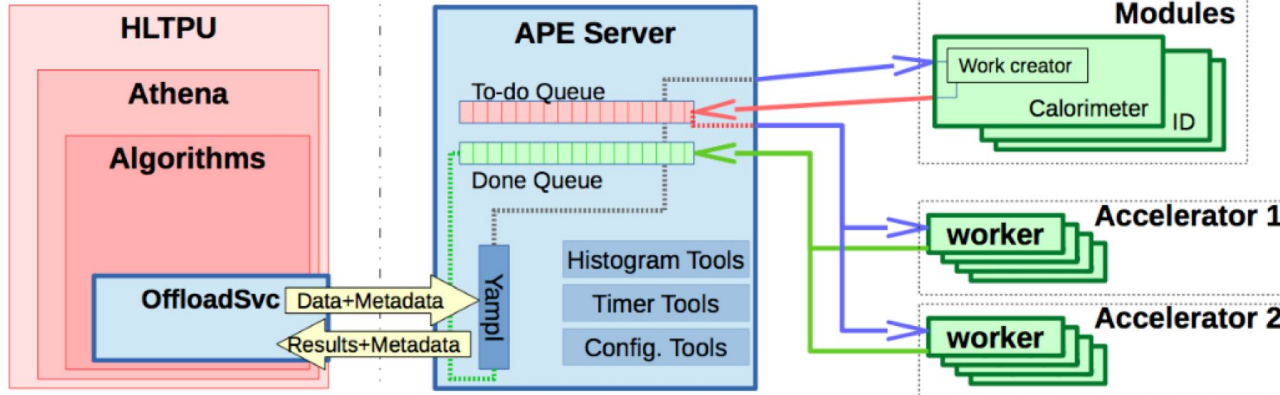 HLTPU
Athena
Algorithms
OffloadSvc
Data+Metadata
Results+Metadata
APE Server
To-do Queue
Done Queue
Yampl
Histogram Tools
Timer Tools
Config. Tools
Modules
Work creator
Calorimeter
ID
Accelerator 1
worker
Accelerator 2
worker